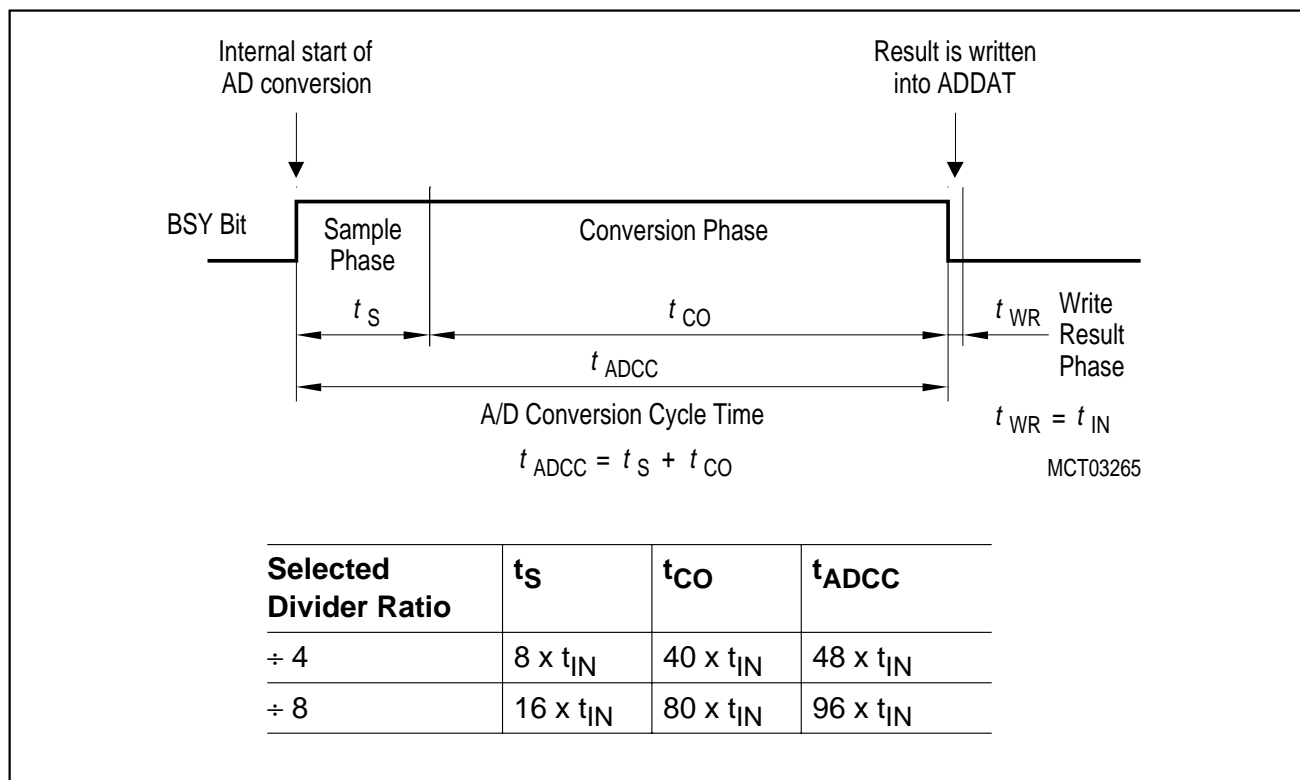 Internal start of
AD conversion
Result is written
into ADDAT
BSY Bit
Sample
Phase
Conversion Phase
t S
t CO
t WR
Write
Result
Phase
t ADCC
A/D Conversion Cycle Time
t WR = t IN
t ADCC = t S + t CO
MCT03265
Selected
Divider Ratio
tS
tCO
tADCC
÷ 4
8 x tIN
40 x tIN
48 x tIN
÷ 8
16 x tIN
80 x tIN
96 x tIN